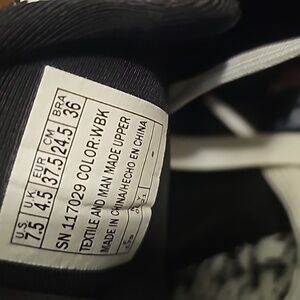 US UK EUR CM BRA
7.5 4.5 37.5 24.5 36
SN 117029 COLOR:WBK
TEXTILE AND MAN MADE UPPER
MADE IN CHINA/HECHO EN CHINA